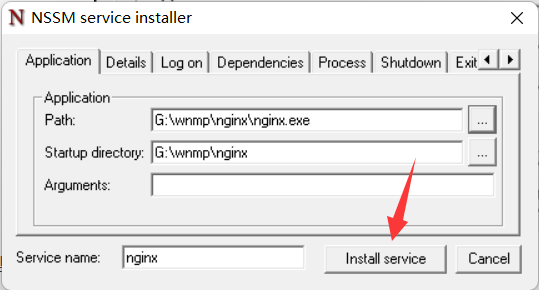 N NSSM service installer
Application Details Log on Dependencies Process Shutdown Exit
Application
Path: G:\wnmp\nginx\nginx.exe ...
Startup directory: G:\wnmp\nginx ...
Arguments:
Service name: nginx Install service Cancel